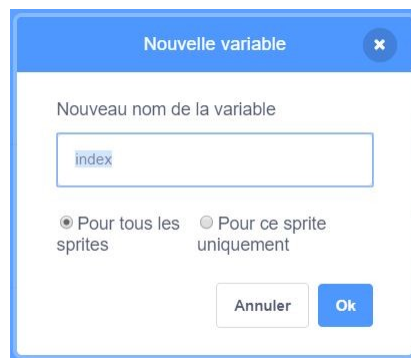 Nouvelle variable
Nouveau nom de la variable
index
Pour tous les sprites
Pour ce sprite uniquement
Annuler
Ok